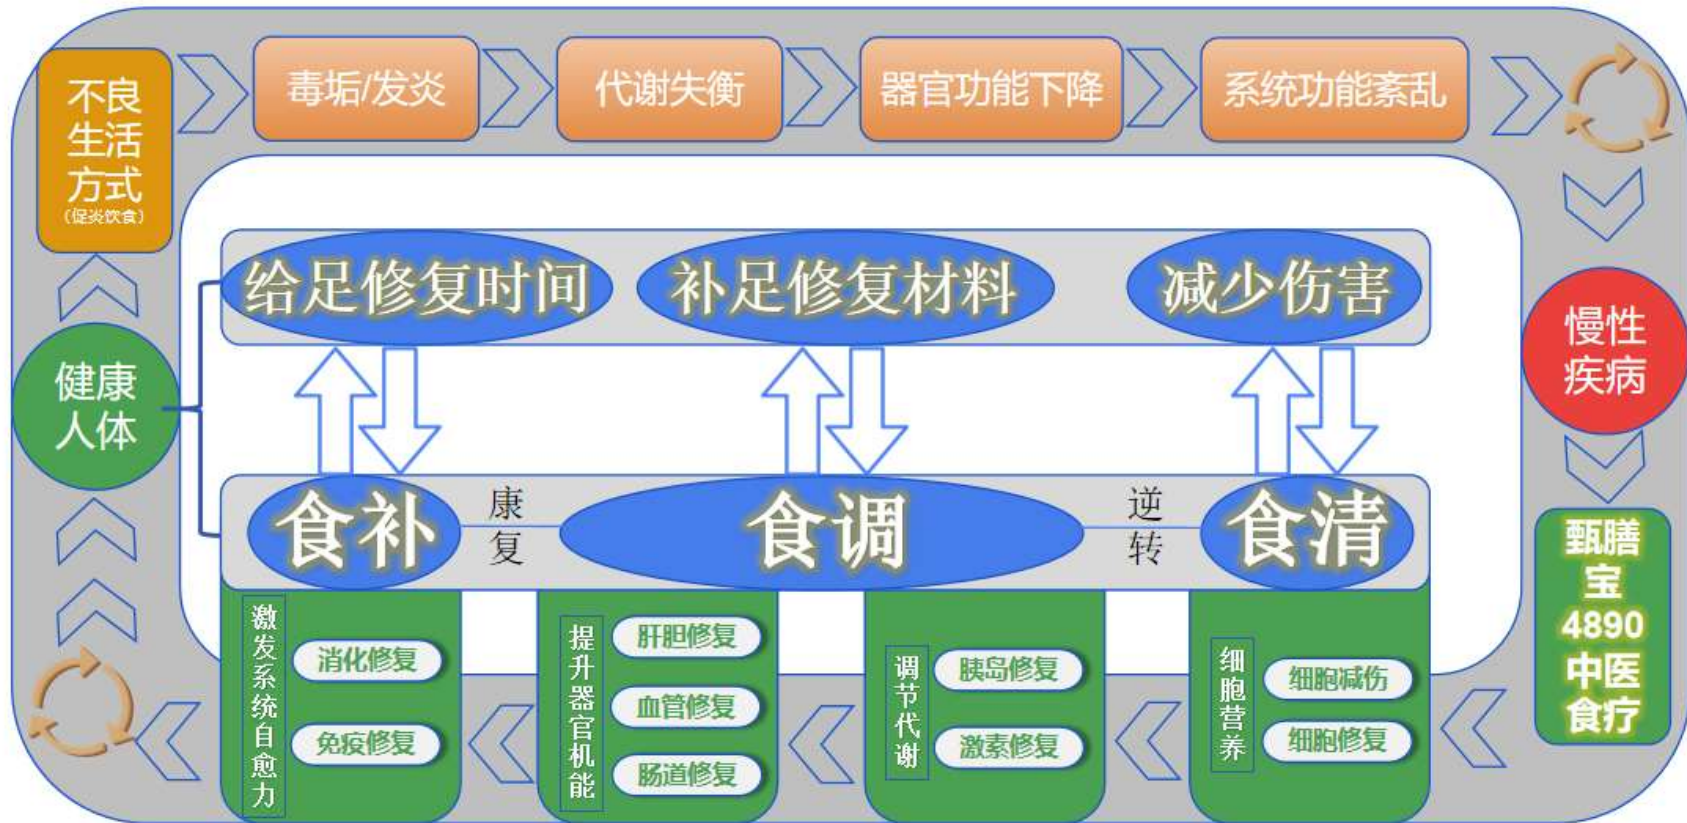 不良
生活
方式
(促炎饮食)
毒垢/发炎
代谢失衡
器官功能下降
系统功能紊乱
给足修复时间
补足修复材料
减少伤害
健康
人体
慢性
疾病
食补
康复
食调
逆转
食清
甄膳
宝
4890
中医
食疗
激发系统自愈力
消化修复
免疫修复
提升器官机能
肝胆修复
血管修复
肠道修复
调节代谢
胰岛修复
激素修复
细胞营养
细胞减伤
细胞修复